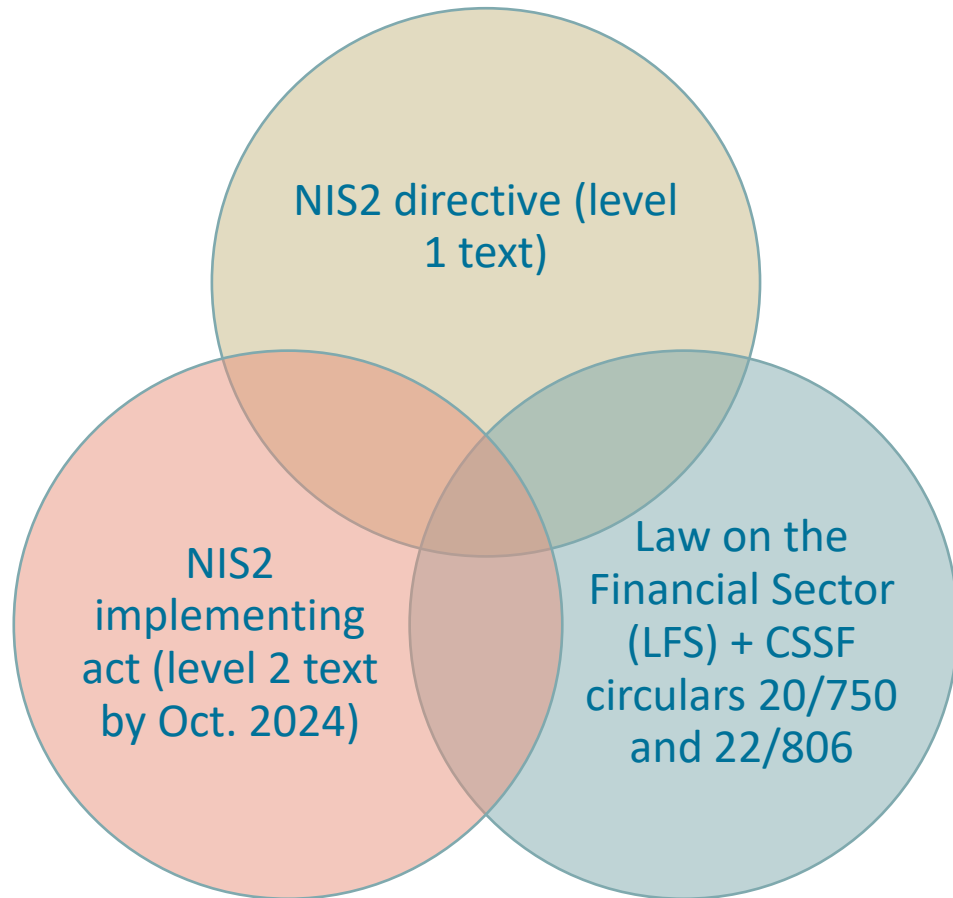 NIS2 directive (level
1 text)
NIS2
implementing
act (level 2 text
by Oct. 2024)
Law on the
Financial Sector
(LFS) + CSSF
circulars 20/750
and 22/806